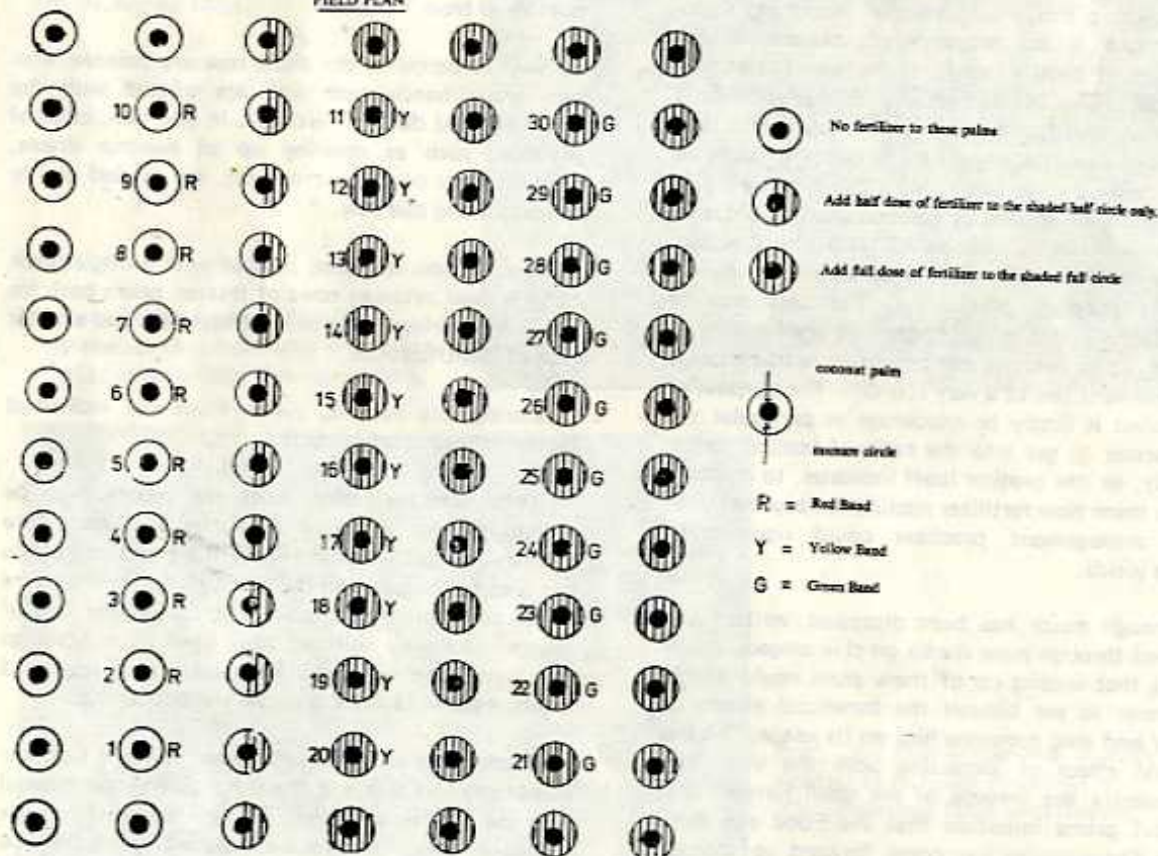 FIELD PLAN
10 R 11 Y 30 G
9 R 12 Y 29 G
8 R 13 Y 28 G
7 R 14 Y 27 G
6 R 15 Y 26 G
5 R 16 Y 25 G
4 R 17 Y 24 G
3 R 18 Y 23 G
2 R 19 Y 22 G
1 R 20 Y 21 G
No fertilizer to these palms
Add half dose of fertilizer to the shaded half circle only.
Add full dose of fertilizer to the shaded full circle
coconut palm
manure circle
R = Red Band
Y = Yellow Band
G = Green Band